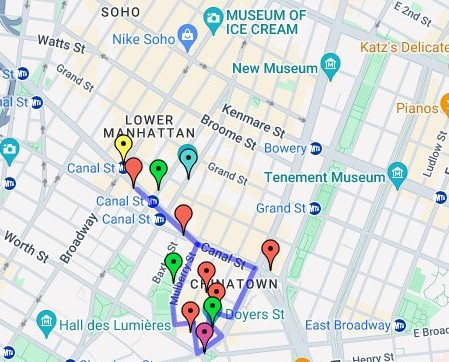 SOHO
MUSEUM OF
ICE CREAM
E 2nd St
Watts St
Nike Soho
Katz's Delicate
Grand St
New Museum
al St
LOWER
MANHATTAN
Kenmare St
Broome St
Pianos
Ludlow St
Bowery
Canal St
Grand St
Tenement Museum
Canal St
Canal St
Grand St
Broadway
Worth St
Baxter St
Mulberry St
Canal St
CHINATOWN
Doyers St
Hall des Lumières
East Broadway
E Broad
Henry St